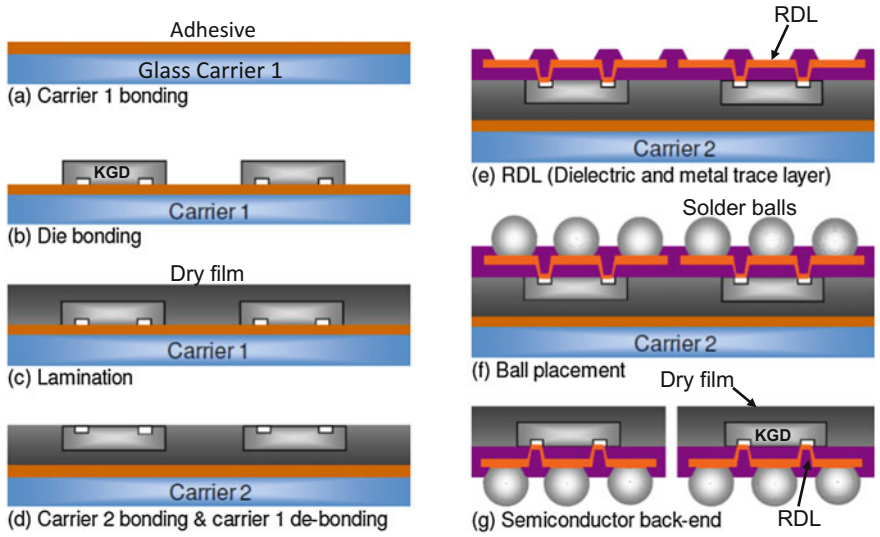 Adhesive
Glass Carrier 1
(a) Carrier 1 bonding
KGD
Carrier 1
(b) Die bonding
Dry film
Carrier 1
(c) Lamination
Carrier 2
(d) Carrier 2 bonding & carrier 1 de-bonding
RDL
Carrier 2
(e) RDL (Dielectric and metal trace layer)
Solder balls
Carrier 2
(f) Ball placement
Dry film
KGD
(g) Semiconductor back-end
RDL